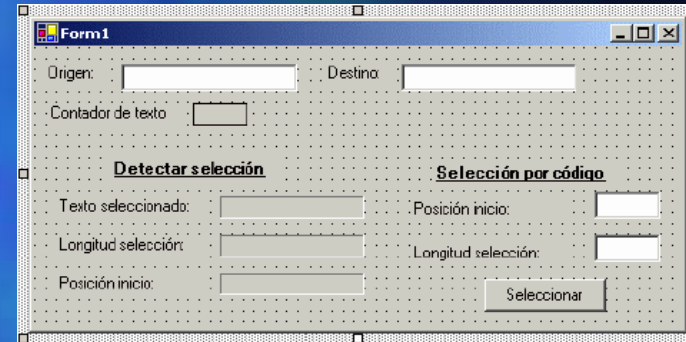 Form1
Origen:
Destino:
Contador de texto
Detectar selección
Selección por código
Texto seleccionado:
Posición inicio:
Longitud selección:
Longitud selección:
Posición inicio:
Seleccionar